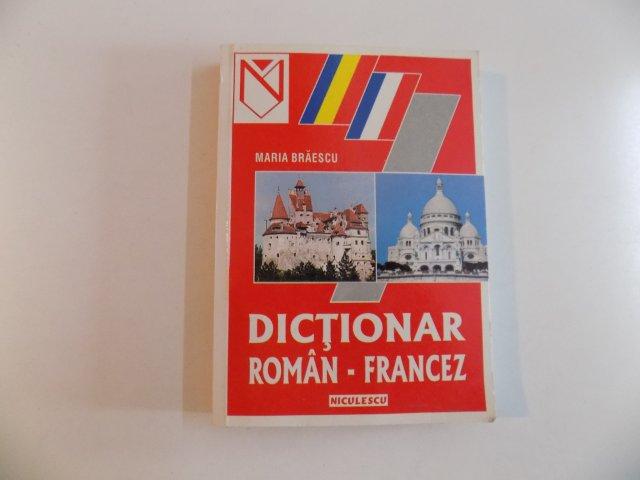 MARIA BRĂESCU
DICȚIONAR
ROMÂN - FRANCEZ
NICULESCU